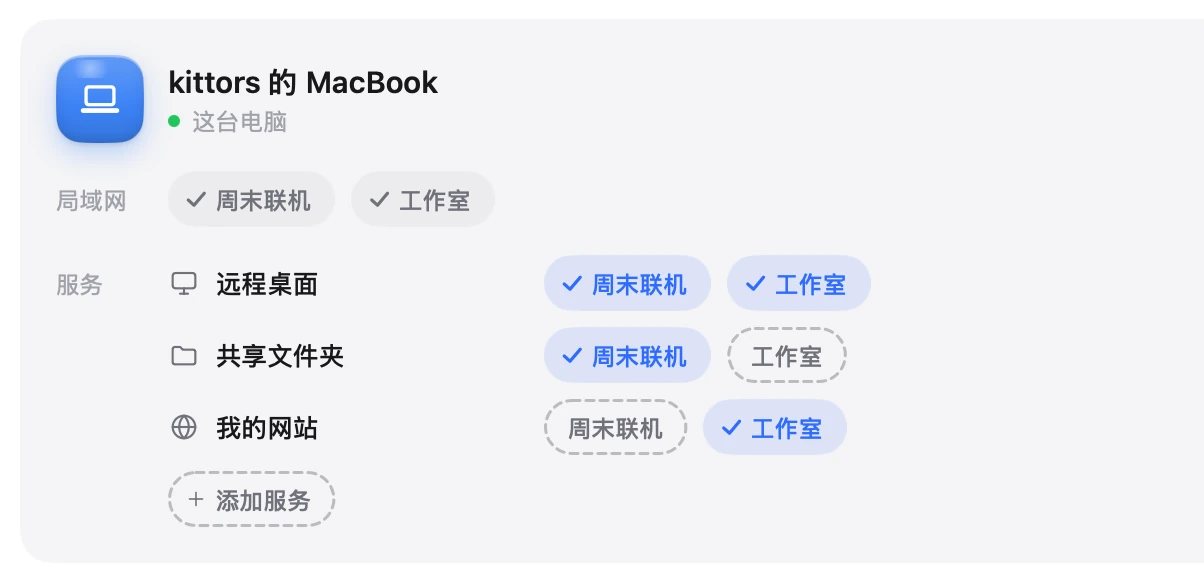 kittors 的 MacBook
这台电脑
局域网 周末联机 工作室
服务 远程桌面 周末联机 工作室
共享文件夹 周末联机 工作室
我的网站 周末联机 工作室
+ 添加服务